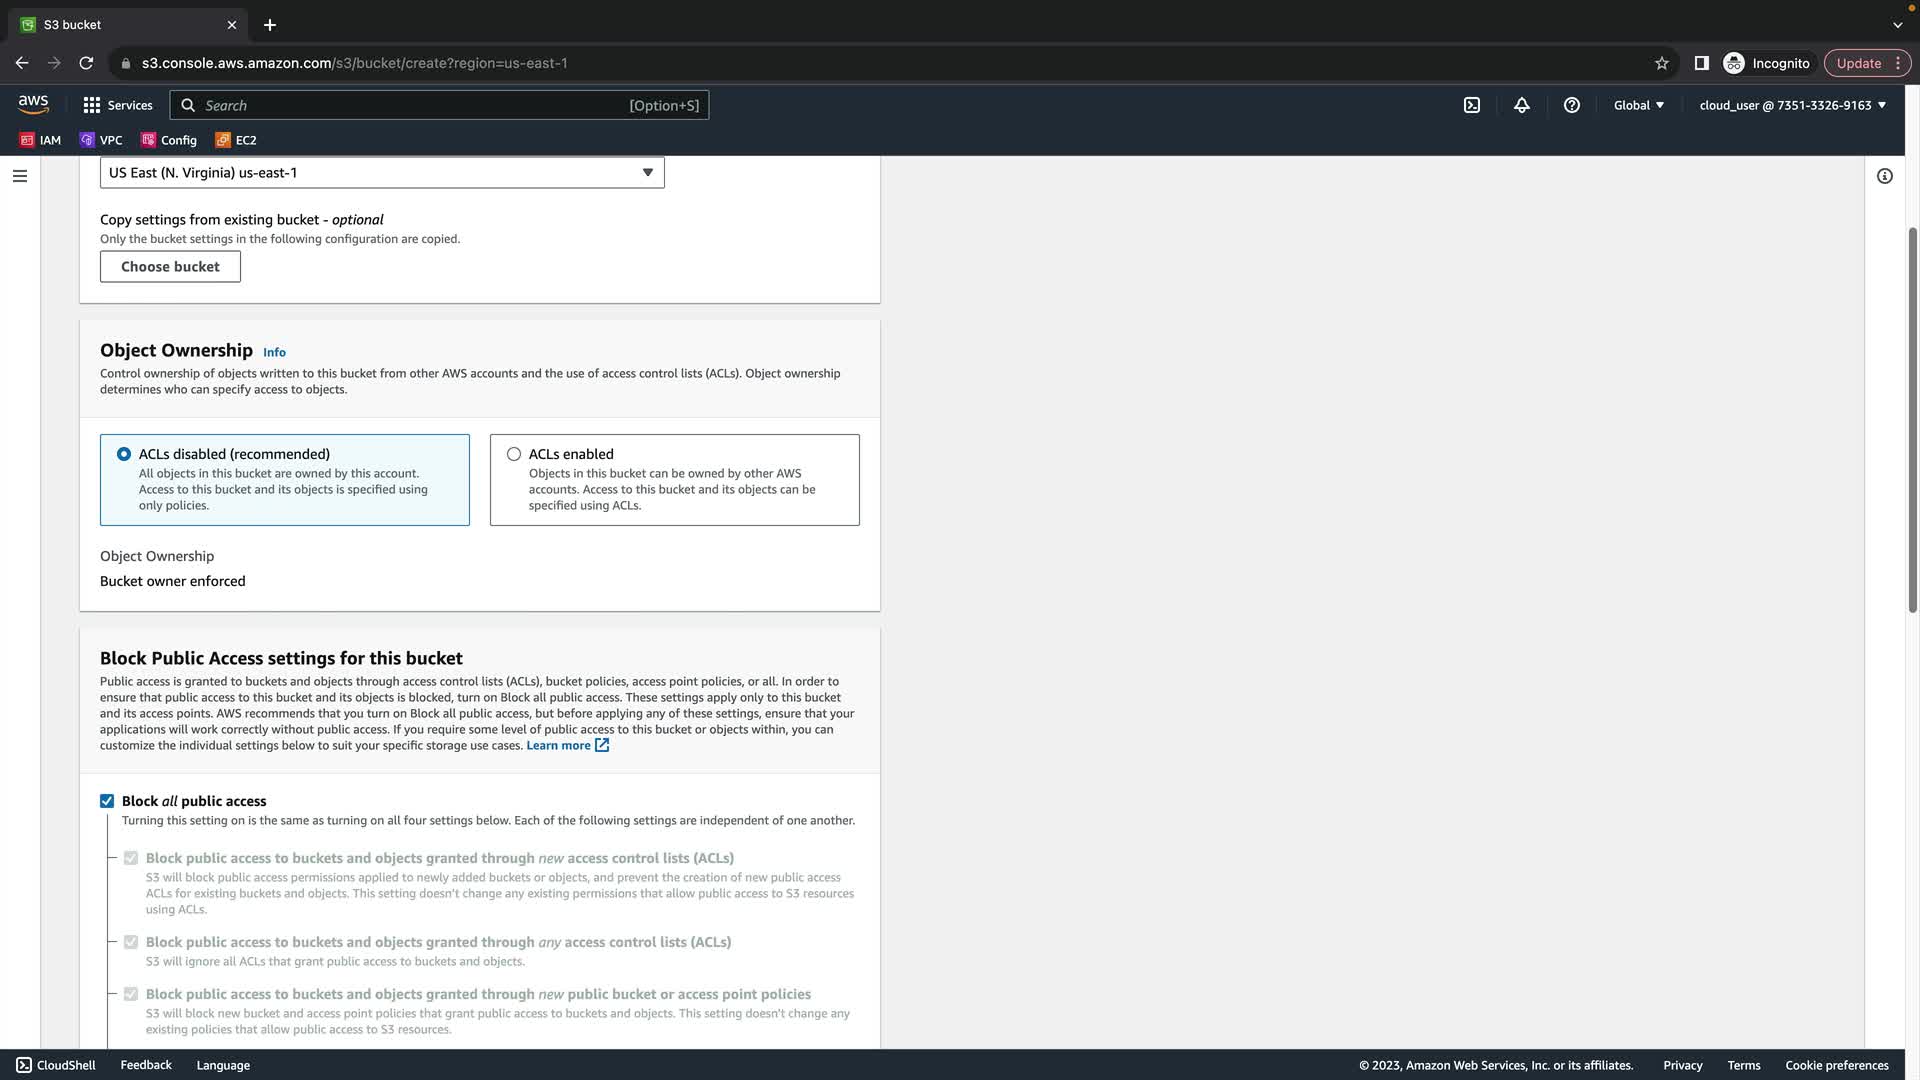 S3 bucket
s3.console.aws.amazon.com/s3/bucket/create?region=us-east-1
Incognito
Update
aws
Services
Search
[Option+S]
Global
cloud_user @ 7351-3326-9163
IAM
VPC
Config
EC2
US East (N. Virginia) us-east-1
Copy settings from existing bucket - optional
Only the bucket settings in the following configuration are copied.
Choose bucket
Object Ownership Info
Control ownership of objects written to this bucket from other AWS accounts and the use of access control lists (ACLs). Object ownership
determines who can specify access to objects.
ACLs disabled (recommended)
All objects in this bucket are owned by this account.
Access to this bucket and its objects is specified using
only policies.
ACLs enabled
Objects in this bucket can be owned by other AWS
accounts. Access to this bucket and its objects can be
specified using ACLs.
Object Ownership
Bucket owner enforced
Block Public Access settings for this bucket
Public access is granted to buckets and objects through access control lists (ACLs), bucket policies, access point policies, or all. In order to
ensure that public access to this bucket and its objects is blocked, turn on Block all public access. These settings apply only to this bucket
and its access points. AWS recommends that you turn on Block all public access, but before applying any of these settings, ensure that your
applications will work correctly without public access. If you require some level of public access to this bucket or objects within, you can
customize the individual settings below to suit your specific storage use cases. Learn more
Block all public access
Turning this setting on is the same as turning on all four settings below. Each of the following settings are independent of one another.
Block public access to buckets and objects granted through new access control lists (ACLs)
S3 will block public access permissions applied to newly added buckets or objects, and prevent the creation of new public access
ACLs for existing buckets and objects. This setting doesn't change any existing permissions that allow public access to S3 resources
using ACLs.
Block public access to buckets and objects granted through any access control lists (ACLs)
S3 will ignore all ACLs that grant public access to buckets and objects.
Block public access to buckets and objects granted through new public bucket or access point policies
S3 will block new bucket and access point policies that grant public access to buckets and objects. This setting doesn't change any
existing policies that allow public access to S3 resources.
CloudShell
Feedback
Language
© 2023, Amazon Web Services, Inc. or its affiliates.
Privacy
Terms
Cookie preferences